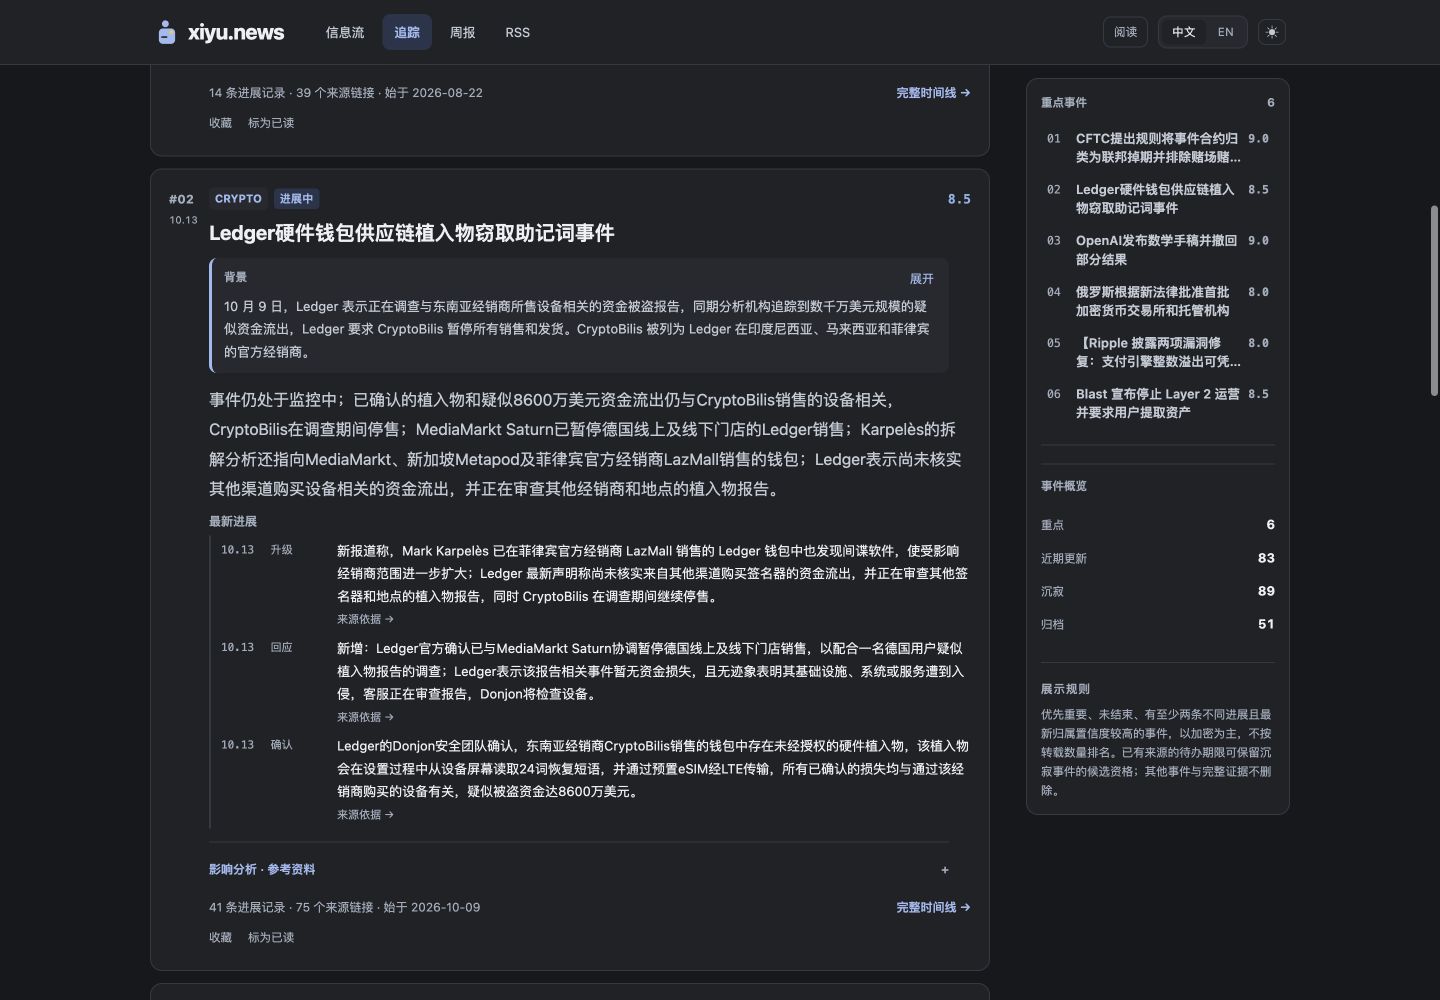 xiyu.news
信息流
追踪
周报
RSS
阅读
中文
EN
14 条进展记录 · 39 个来源链接 · 始于 2026-08-22
完整时间线 →
收藏
标为已读
#02
10.13
CRYPTO
进展中
8.5
Ledger硬件钱包供应链植入物窃取助记词事件
背景
展开
10 月 9 日，Ledger 表示正在调查与东南亚经销商所售设备相关的资金被盗报告，同期分析机构追踪到数千万美元规模的疑
似资金流出，Ledger 要求 CryptoBilis 暂停所有销售和发货。CryptoBilis 被列为 Ledger 在印度尼西亚、马来西亚和菲律宾
的官方经销商。
事件仍处于监控中；已确认的植入物和疑似8600万美元资金流出仍与CryptoBilis销售的设备相关，
CryptoBilis在调查期间停售；MediaMarkt Saturn已暂停德国线上及线下门店的Ledger销售；Karpelès的拆
解分析还指向MediaMarkt、新加坡Metapod及菲律宾官方经销商LazMall销售的钱包；Ledger表示尚未核实
其他渠道购买设备相关的资金流出，并正在审查其他经销商和地点的植入物报告。
最新进展
10.13
升级
新报道称，Mark Karpelès 已在菲律宾官方经销商 LazMall 销售的 Ledger 钱包中也发现间谍软件，使受影响
经销商范围进一步扩大；Ledger 最新声明称尚未核实来自其他渠道购买签名器的资金流出，并正在审查其他签
名器和地点的植入物报告，同时 CryptoBilis 在调查期间继续停售。
来源依据 →
10.13
回应
新增：Ledger官方确认已与MediaMarkt Saturn协调暂停德国线上及线下门店销售，以配合一名德国用户疑似
植入物报告的调查；Ledger表示该报告相关事件暂无资金损失，且无迹象表明其基础设施、系统或服务遭到入
侵，客服正在审查报告，Donjon将检查设备。
来源依据 →
10.13
确认
Ledger的Donjon安全团队确认，东南亚经销商CryptoBilis销售的钱包中存在未经授权的硬件植入物，该植入物
会在设置过程中从设备屏幕读取24词恢复短语，并通过预置eSIM经LTE传输，所有已确认的损失均与通过该经
销商购买的设备有关，疑似被盗资金达8600万美元。
来源依据 →
影响分析 · 参考资料
+
41 条进展记录 · 75 个来源链接 · 始于 2026-10-09
完整时间线 →
收藏
标为已读
重点事件
6
01
CFTC提出规则将事件合约归
类为联邦掉期并排除赌场赌...
9.0
02
Ledger硬件钱包供应链植入
物窃取助记词事件
8.5
03
OpenAI发布数学手稿并撤回
部分结果
9.0
04
俄罗斯根据新法律批准首批
加密货币交易所和托管机构
8.0
05
【Ripple 披露两项漏洞修
复：支付引擎整数溢出可凭...
8.0
06
Blast 宣布停止 Layer 2 运营
并要求用户提取资产
8.5
事件概览
重点
6
近期更新
83
沉寂
89
归档
51
展示规则
优先重要、未结束、有至少两条不同进展且最
新归属置信度较高的事件，以加密为主，不按
转载数量排名。已有来源的待办期限可保留沉
寂事件的候选资格；其他事件与完整证据不删
除。